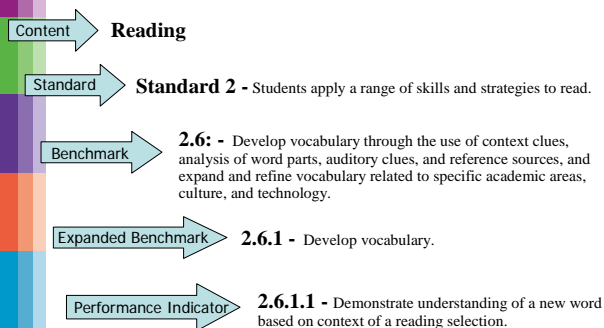 Content Reading
Standard Standard 2 - Students apply a range of skills and strategies to read.
Benchmark 2.6: - Develop vocabulary through the use of context clues,
analysis of word parts, auditory clues, and reference sources, and
expand and refine vocabulary related to specific academic areas,
culture, and technology.
Expanded Benchmark 2.6.1 - Develop vocabulary.
Performance Indicator 2.6.1.1 - Demonstrate understanding of a new word
based on context of a reading selection.